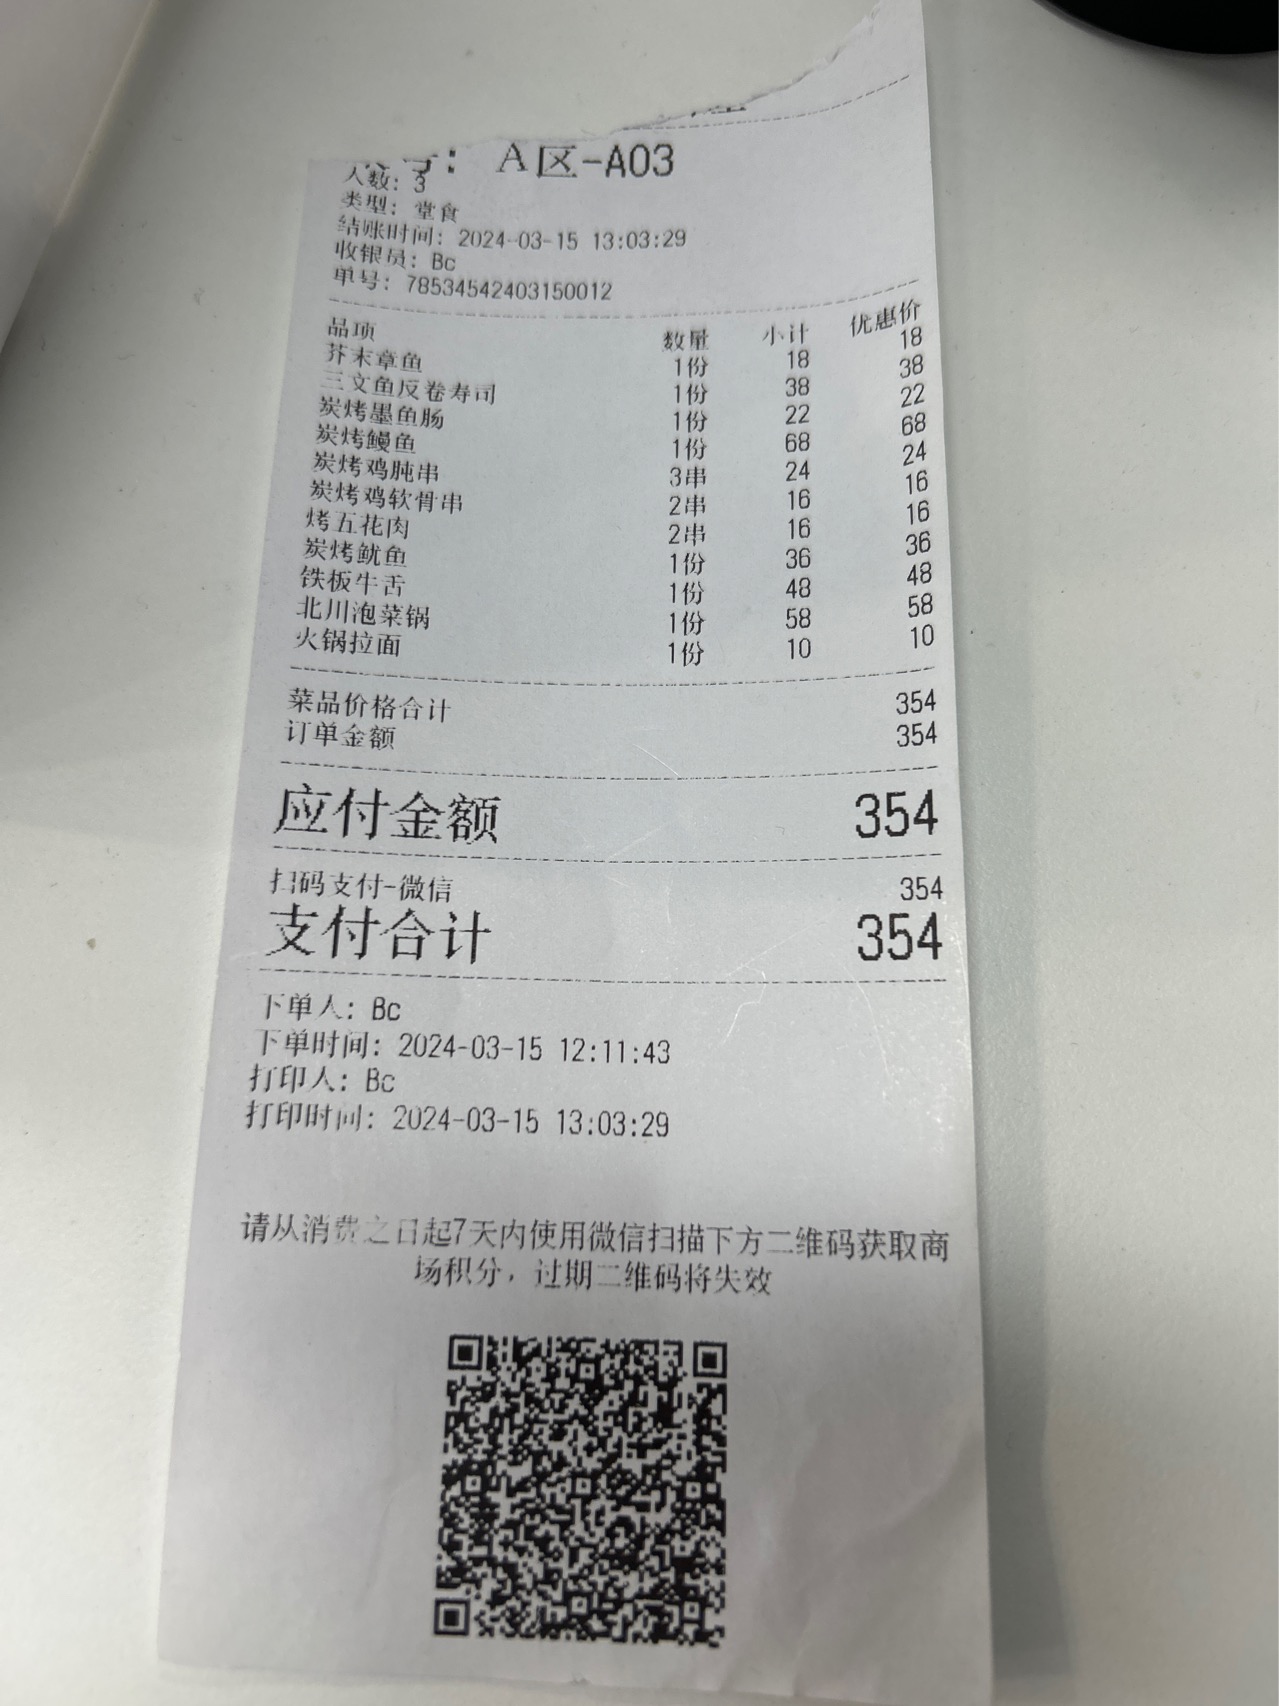 号: A区-A03
人数: 3
类型: 堂食
结账时间: 2024-03-15 13:03:29
收银员: Bc
单号: 78534542403150012
品项 数量 小计 优惠价
芥末章鱼 1份 18 18
三文鱼反卷寿司 1份 38 38
炭烤墨鱼肠 1份 22 22
炭烤鳗鱼 1份 68 68
炭烤鸡肫串 3串 24 24
炭烤鸡软骨串 2串 16 16
烤五花肉 2串 16 16
炭烤鱿鱼 1份 36 36
铁板牛舌 1份 48 48
北川泡菜锅 1份 58 58
火锅拉面 1份 10 10
菜品价格合计 354
订单金额 354
应付金额 354
扫码支付-微信 354
支付合计 354
下单人: Bc
下单时间: 2024-03-15 12:11:43
打印人: Bc
打印时间: 2024-03-15 13:03:29
请从消费之日起7天内使用微信扫描下方二维码获取商
场积分，过期二维码将失效